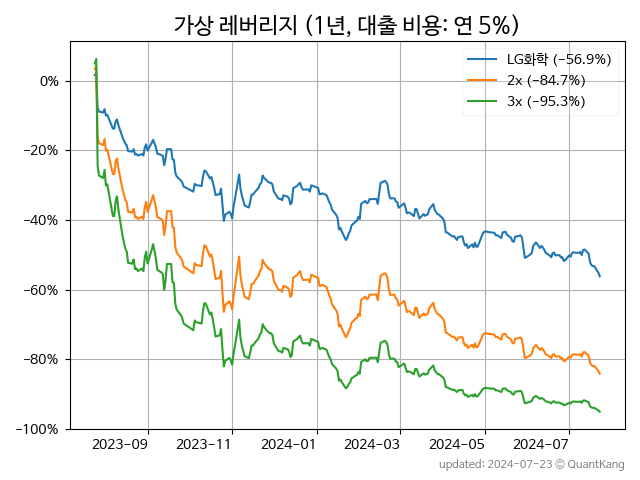 가상 레버리지 (1년, 대출 비용: 연 5%)
LG화학 (−56.9%)
2x (−84.7%)
3x (−95.3%)
0%
−20%
−40%
−60%
−80%
−100%
2023-09 2023-11 2024-01 2024-03 2024-05 2024-07
updated: 2024-07-23 © QuantKang